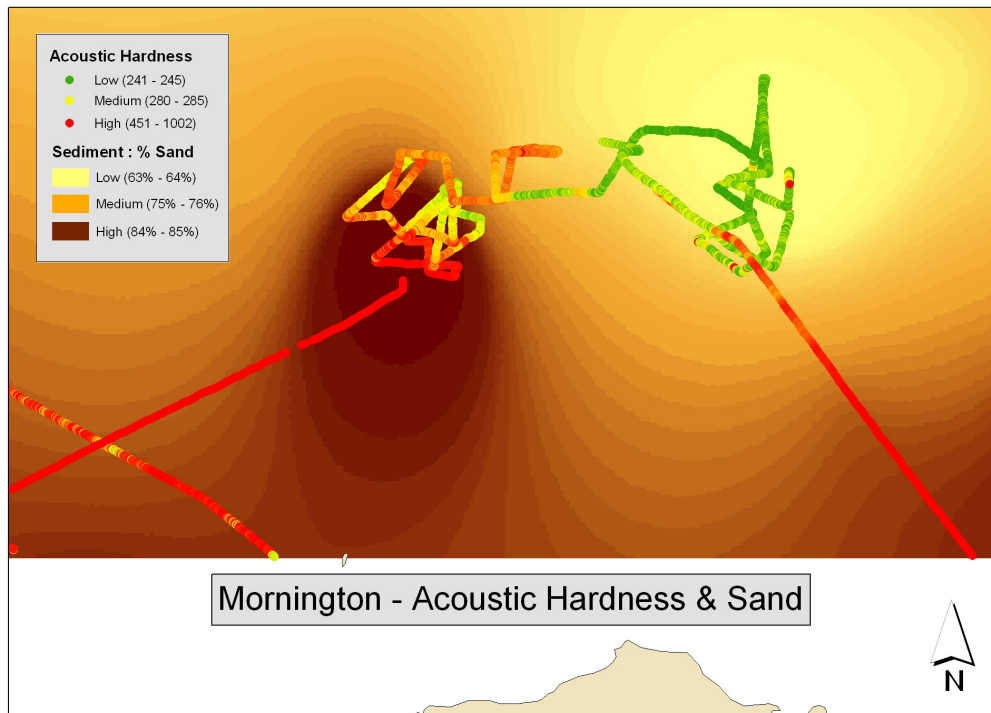 Acoustic Hardness
Low (241 - 245)
Medium (280 - 285)
High (451 - 1002)
Sediment : % Sand
Low (63% - 64%)
Medium (75% - 76%)
High (84% - 85%)
Mornington - Acoustic Hardness & Sand
N